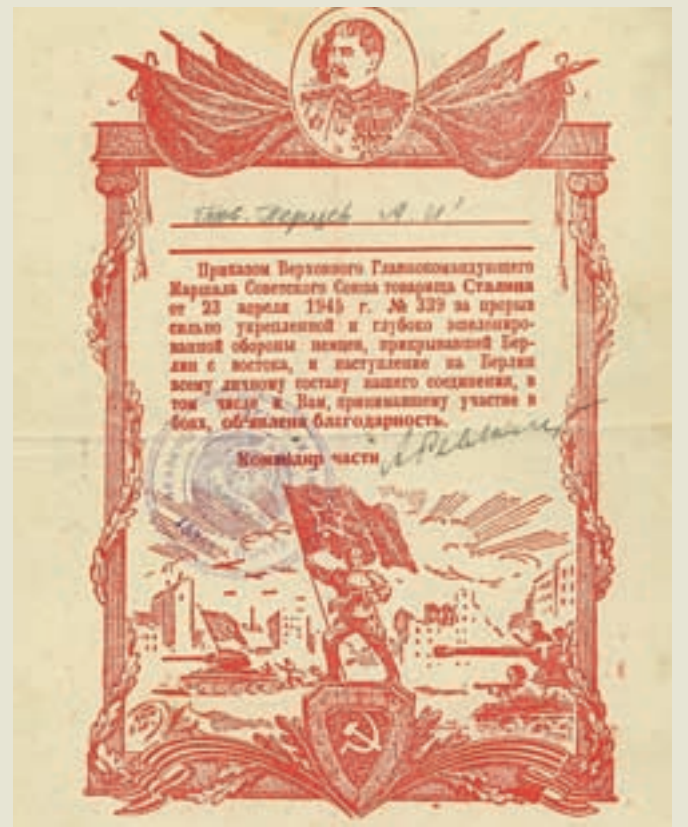 тов. "А. И"
Приказом Верховного Главнокомандующего
Маршала Советского Союза товарища Сталина
от 23 апреля 1945 г. № 339 за прорыв
сильно укрепленной и глубоко эшелониро-
ванной обороны немцев, прикрывавшей Бер-
лин с востока, и наступление на Берлин
всему личному составу нашего соединения, в
том числе и Вам, принимавшему участие в
боях, объявлена благодарность.
Командир части